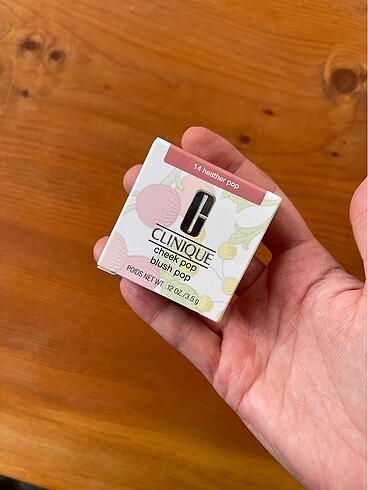 14 heather pop
CLINIQUE
cheek pop
blush pop
POIDS NET WT. .12 OZ./3.5 g